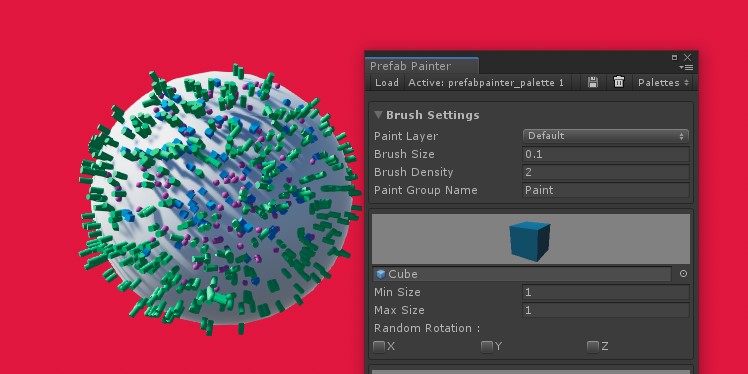 Prefab Painter
Load Active: prefabpainter_palette 1 Palettes
Brush Settings
Paint Layer Default
Brush Size 0.1
Brush Density 2
Paint Group Name Paint
Cube
Min Size 1
Max Size 1
Random Rotation :
X Y Z